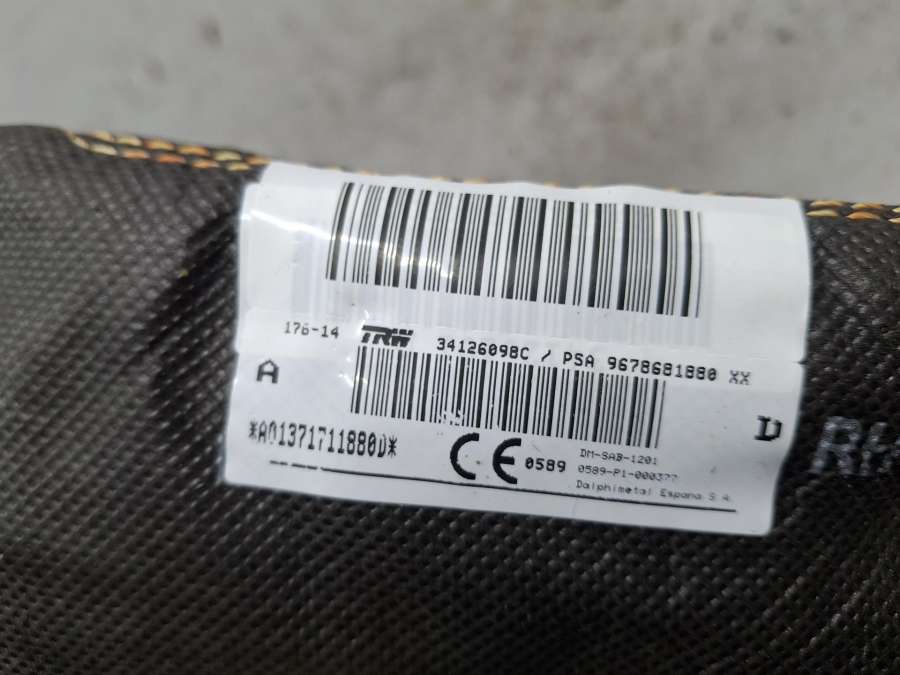 176-14 TRW 34126098C / PSA 9678681880 XX
A
D
*A01371711880D*
CE 0589
DM-SAB-1201
0589-P1-000377
Dalphimetal Espana S.A.
RH